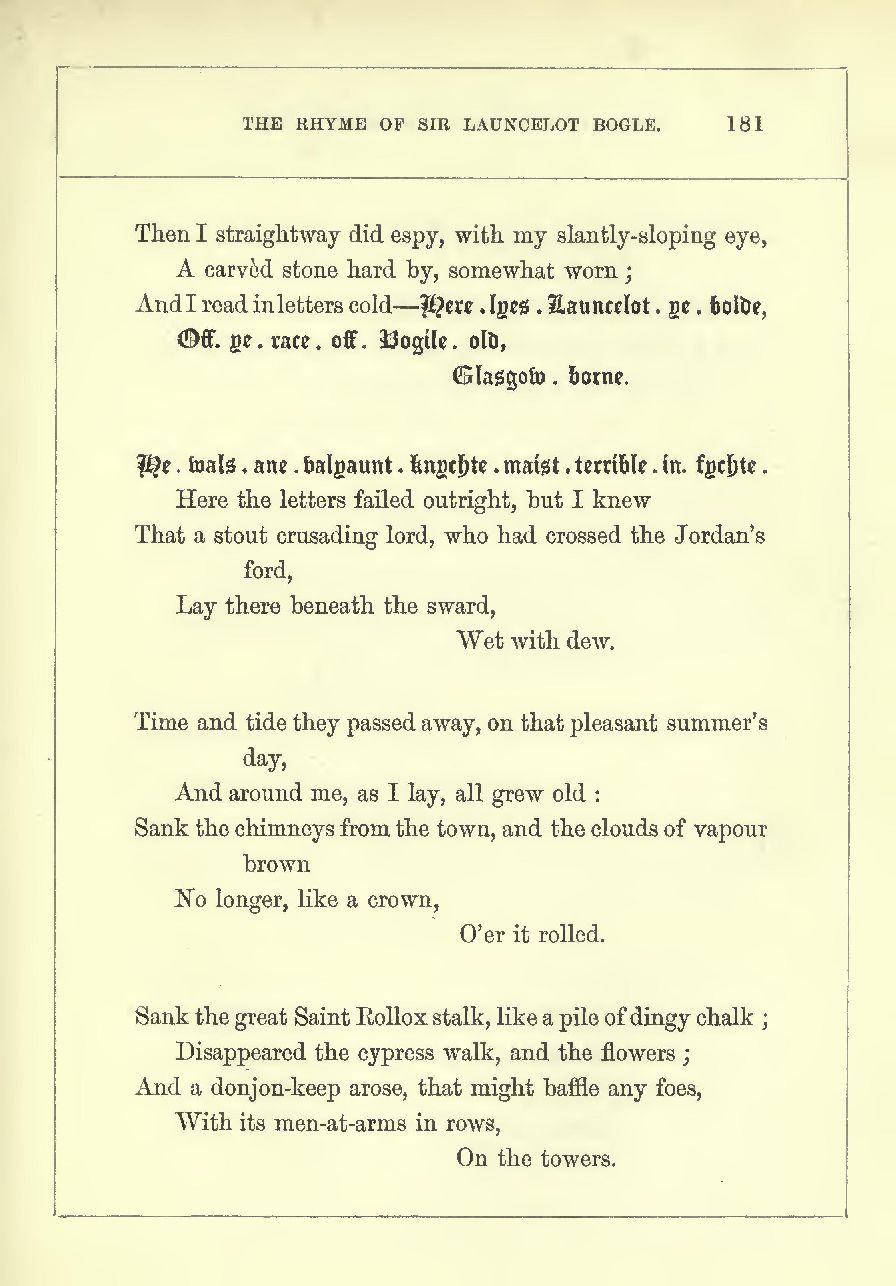 THE RHYME OF SIR LAUNCELOT BOGLE. 181
Then I straightway did espy, with my slantly-sloping eye,
A carvèd stone hard by, somewhat worn ;
And I read in letters cold—Here . lyes . Launcelot . ye . bolde,
Off. ye . race . off . Bogile . old,
Glasgow . borne.
He . wals . ane . valyaunt . knychte . maist . terrible . in. fychte .
Here the letters failed outright, but I knew
That a stout crusading lord, who had crossed the Jordan's
ford,
Lay there beneath the sward,
Wet with dew.
Time and tide they passed away, on that pleasant summer's
day,
And around me, as I lay, all grew old :
Sank the chimneys from the town, and the clouds of vapour
brown
No longer, like a crown,
O'er it rolled.
Sank the great Saint Rollox stalk, like a pile of dingy chalk ;
Disappeared the cypress walk, and the flowers ;
And a donjon-keep arose, that might baffle any foes,
With its men-at-arms in rows,
On the towers.